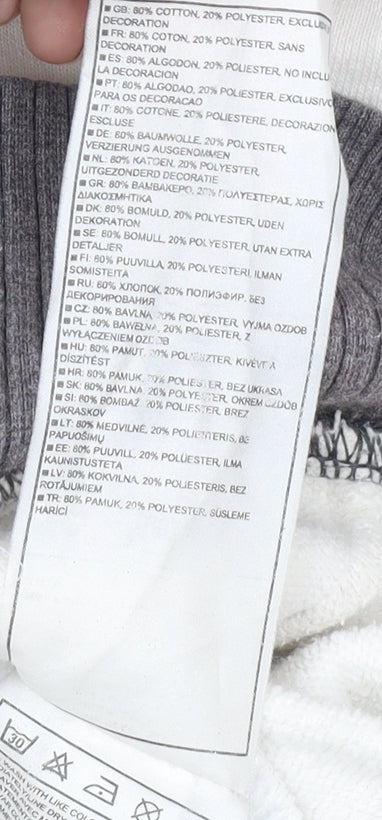 ■ GB: 80% COTTON, 20% POLYESTER, EXCLU
DECORATION
■ FR: 80% COTON, 20% POLYESTER, SANS
DECORATION
■ ES: 80% ALGODON, 20% POLIESTER, NO INCLU
LA DECORACION
■ PT: 80% ALGODAO, 20% POLIESTER, EXCLUSIVO
PARA OS DECORACAO
■ IT: 80% COTONE, 20% POLIESTERE, DECORAZION
ESCLUSE
■ DE: 80% BAUMWOLLE, 20% POLYESTER,
VERZIERUNG AUSGENOMMEN
■ NL: 80% KATOEN, 20% POLYESTER,
UITGEZONDERD DECORATIE
■ GR: 80% ΒΑΜΒΑΚΕΡΟ, 20% ΠΟΛΥΕΣΤΕΡΑΣ, ΧΩΡΙΣ
ΔΙΑΚΟΣΜΗΤΙΚΑ
■ DK: 80% BOMULD, 20% POLYESTER, UDEN
DEKORATION
■ SE: 80% BOMULL, 20% POLYESTER, UTAN EXTRA
DETALJER
■ FI: 80% PUUVILLA, 20% POLYESTERI, ILMAN
SOMISTEITA
■ RU: 80% ХЛОПОК, 20% ПОЛИЭФИР, БЕЗ
ДЕКОРИРОВАНИЯ
■ CZ: 80% BAVLNA, 20% POLYESTER, VYJMA OZDOB
■ PL: 80% BAWEŁNA, 20% POLIESTER, Z
WYŁĄCZENIEM OZDÓB
■ HU: 80% PAMUT, 20% POLIÉSZTER, KIVÉVE A
DÍSZÍTÉST
■ HR: 80% PAMUK, 20% POLIESTER, BEZ UKRASA
■ SK: 80% BAVLNA, 20% POLYESTER, OKREM OZDÔB
■ SI: 80% BOMBAŽ, 20% POLIESTER, BREZ
OKRASKOV
■ LT: 80% MEDVILNĖ, 20% POLIESTERIS, BE
PAPUOŠIMŲ
■ EE: 80% PUUVILL, 20% POLÜESTER, ILMA
KAUNISTUSTETA
■ LV: 80% KOKVILNA, 20% POLIESTERIS, BEZ
ROTĀJUMIEM
■ TR: 80% PAMUK, 20% POLYESTER, SÜSLEME
HARİCİ
30
WASH WITH LIKE COLO